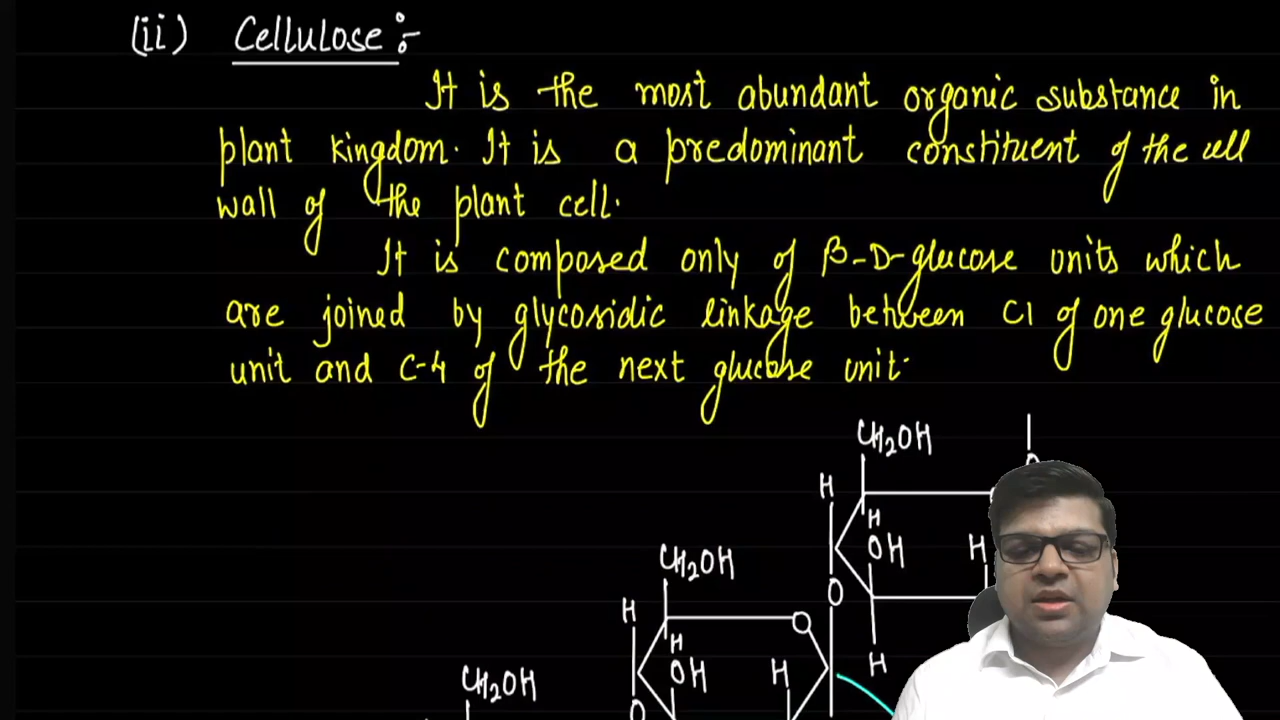 (ii) Cellulose :-
It is the most abundant organic substance in
plant kingdom. It is a predominant constituent of the cell
wall of the plant cell.
It is composed only of β-D-glucose units which
are joined by glycosidic linkage between C1 of one glucose
unit and C-4 of the next glucose unit.
CH₂OH
O
H
H
OH H
CH₂OH
O
H
O
H
H
OH H
CH₂OH
O